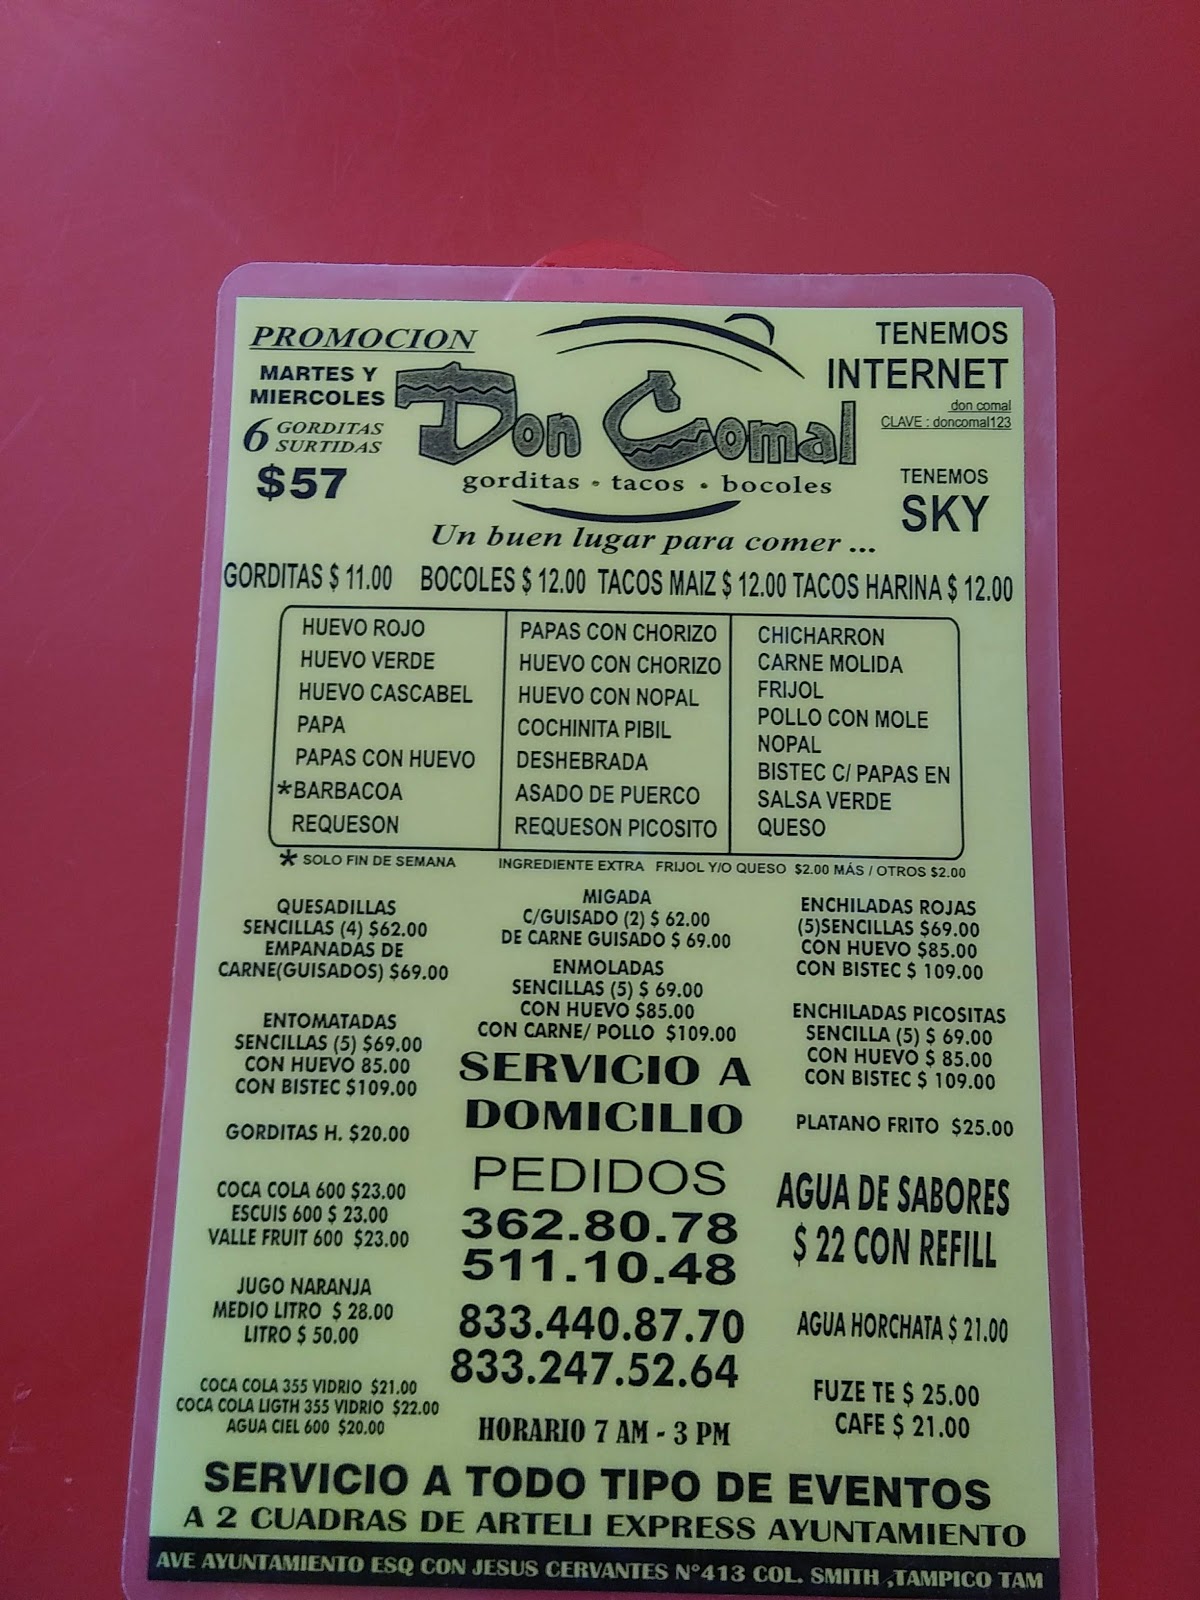 PROMOCION
MARTES Y
MIERCOLES
6 GORDITAS
SURTIDAS
$57
Don Comal
gorditas • tacos • bocoles
Un buen lugar para comer ...
TENEMOS
INTERNET
don comal
CLAVE : doncomal123
TENEMOS
SKY
GORDITAS $ 11.00 BOCOLES $ 12.00 TACOS MAIZ $ 12.00 TACOS HARINA $ 12.00
HUEVO ROJO
HUEVO VERDE
HUEVO CASCABEL
PAPA
PAPAS CON HUEVO
*BARBACOA
REQUESON
PAPAS CON CHORIZO
HUEVO CON CHORIZO
HUEVO CON NOPAL
COCHINITA PIBIL
DESHEBRADA
ASADO DE PUERCO
REQUESON PICOSITO
CHICHARRON
CARNE MOLIDA
FRIJOL
POLLO CON MOLE
NOPAL
BISTEC C/ PAPAS EN
SALSA VERDE
QUESO
* SOLO FIN DE SEMANA INGREDIENTE EXTRA FRIJOL Y/O QUESO $2.00 MÁS / OTROS $2.00
QUESADILLAS
SENCILLAS (4) $62.00
EMPANADAS DE
CARNE(GUISADOS) $69.00
ENTOMATADAS
SENCILLAS (5) $69.00
CON HUEVO 85.00
CON BISTEC $109.00
GORDITAS H. $20.00
COCA COLA 600 $23.00
ESCUIS 600 $ 23.00
VALLE FRUIT 600 $23.00
JUGO NARANJA
MEDIO LITRO $ 28.00
LITRO $ 50.00
COCA COLA 355 VIDRIO $21.00
COCA COLA LIGTH 355 VIDRIO $22.00
AGUA CIEL 600 $20.00
MIGADA
C/GUISADO (2) $ 62.00
DE CARNE GUISADO $ 69.00
ENMOLADAS
SENCILLAS (5) $ 69.00
CON HUEVO $85.00
CON CARNE/ POLLO $109.00
SERVICIO A
DOMICILIO
PEDIDOS
362.80.78
511.10.48
833.440.87.70
833.247.52.64
HORARIO 7 AM - 3 PM
ENCHILADAS ROJAS
(5)SENCILLAS $69.00
CON HUEVO $85.00
CON BISTEC $ 109.00
ENCHILADAS PICOSITAS
SENCILLA (5) $ 69.00
CON HUEVO $ 85.00
CON BISTEC $ 109.00
PLATANO FRITO $25.00
AGUA DE SABORES
$ 22 CON REFILL
AGUA HORCHATA $ 21.00
FUZE TE $ 25.00
CAFE $ 21.00
SERVICIO A TODO TIPO DE EVENTOS
A 2 CUADRAS DE ARTELI EXPRESS AYUNTAMIENTO
AVE AYUNTAMIENTO ESQ CON JESUS CERVANTES N°413 COL. SMITH ,TAMPICO TAM